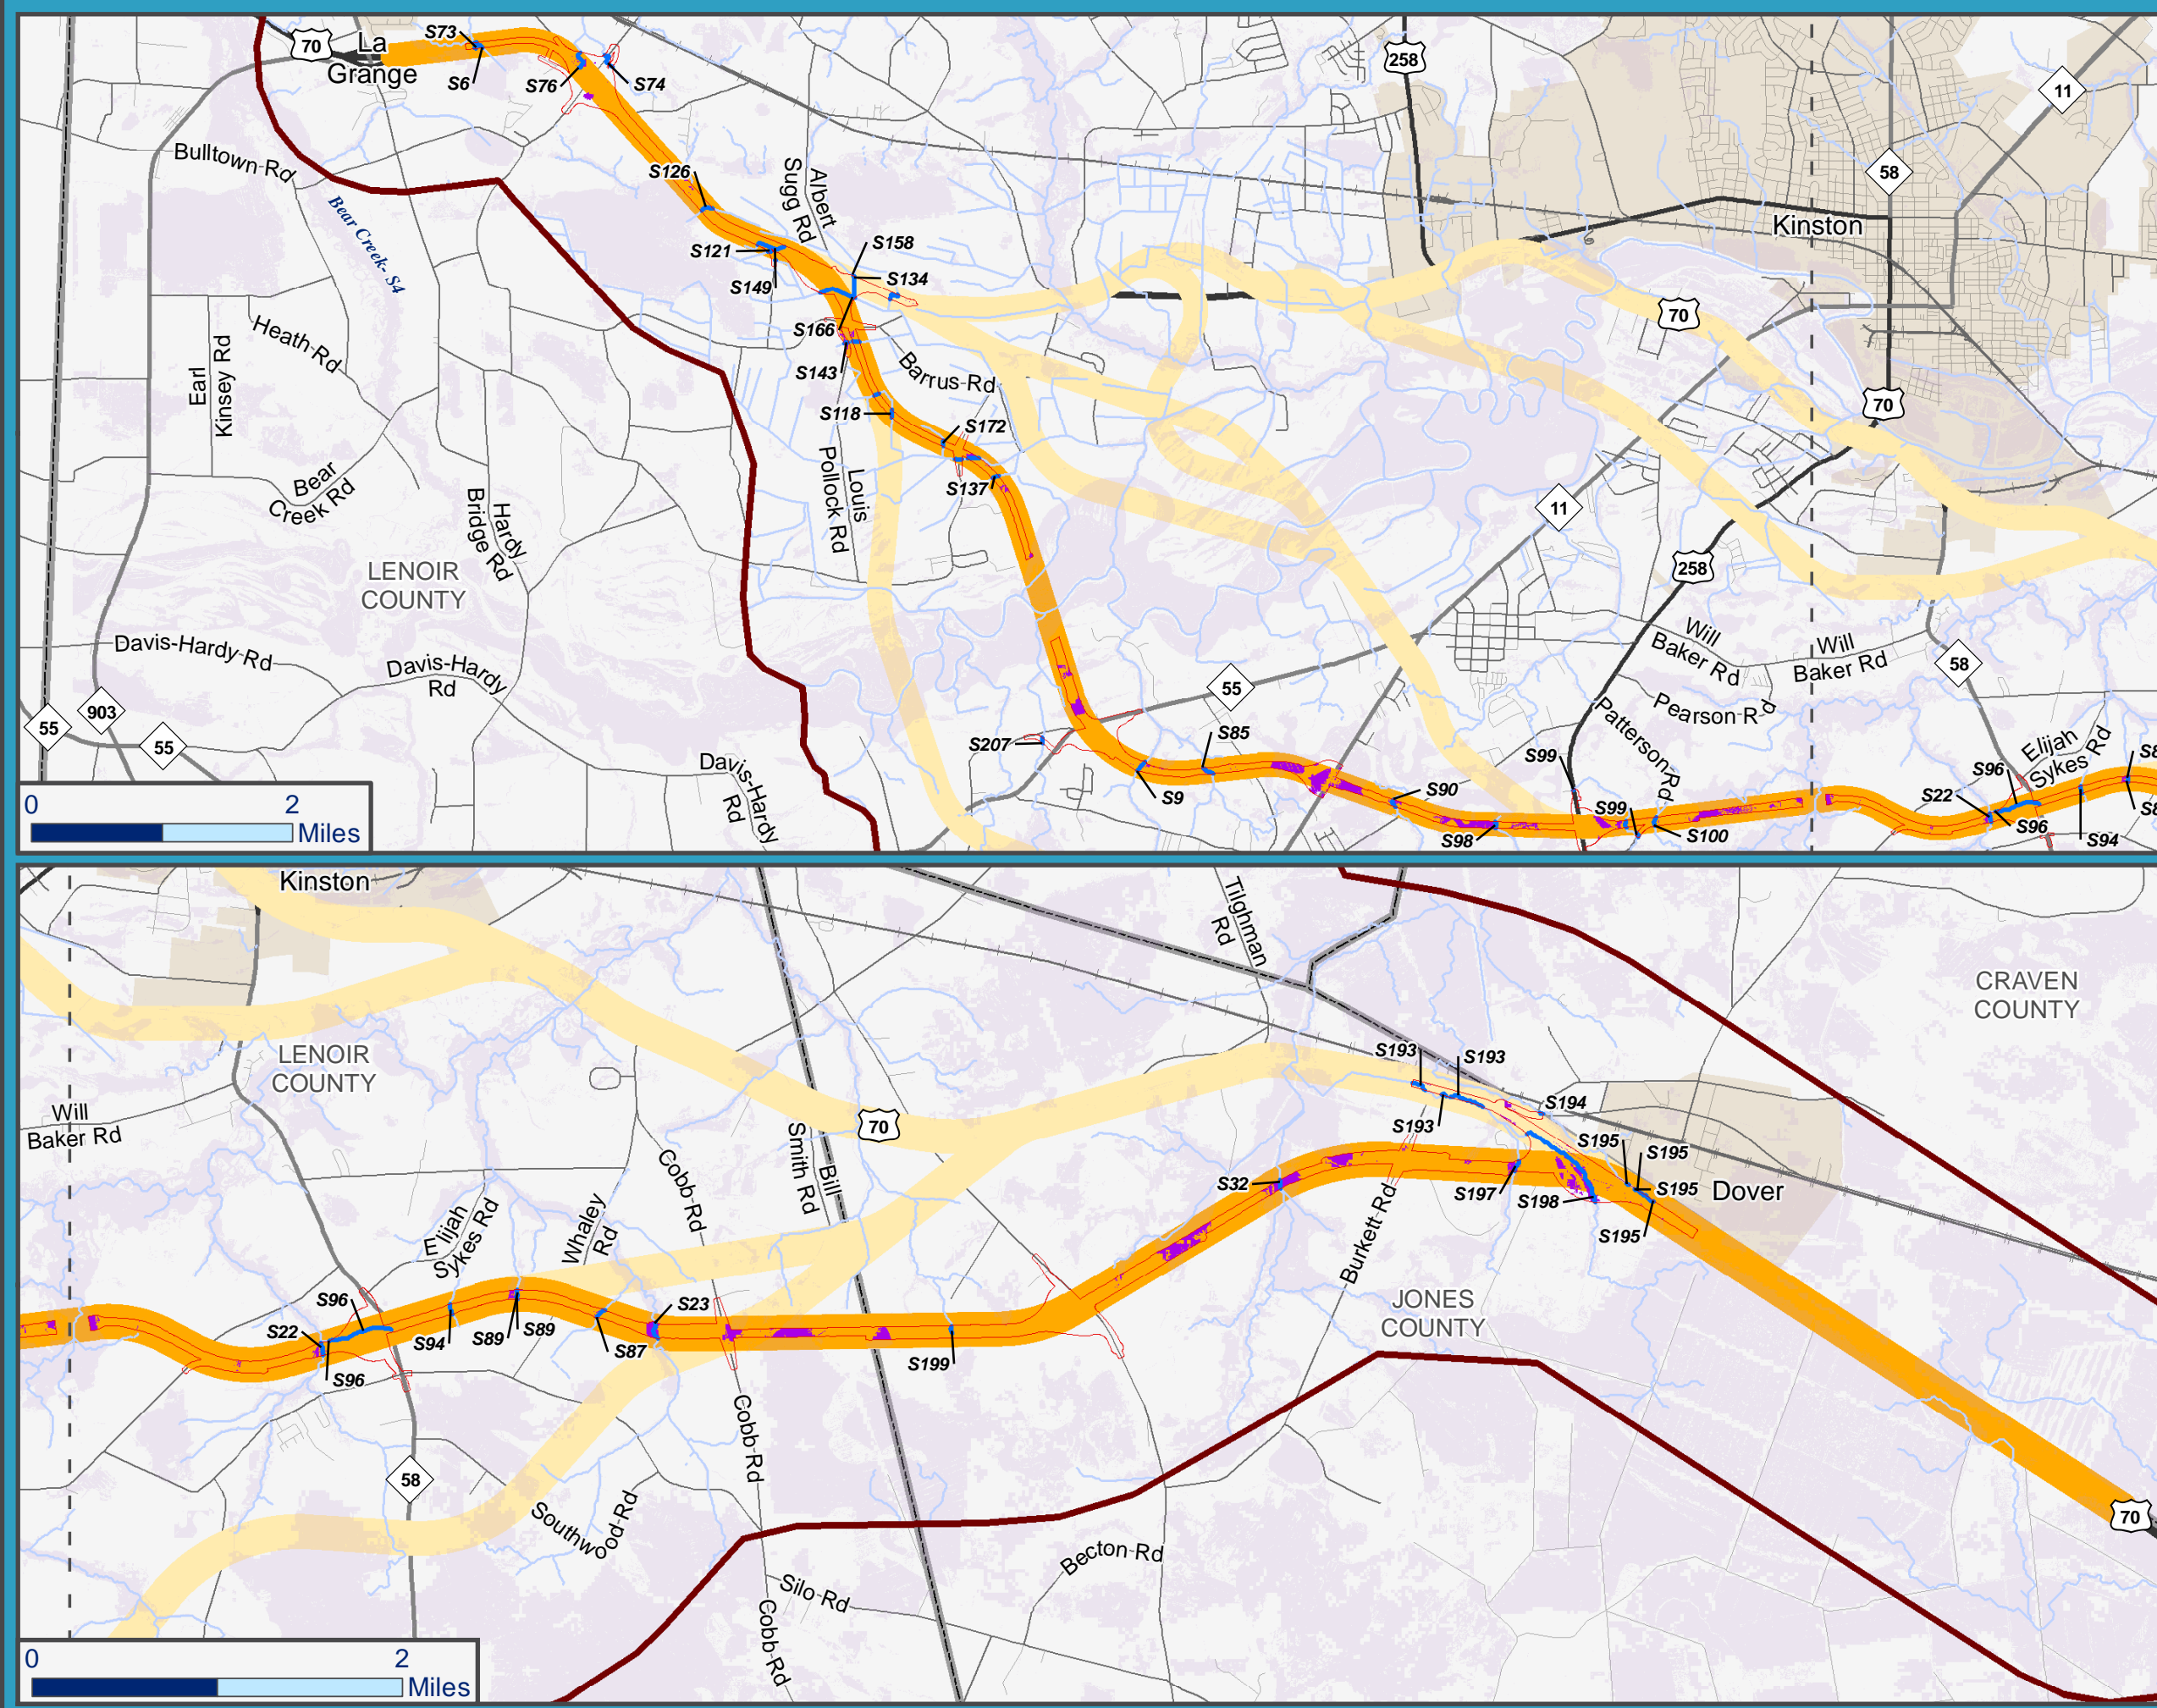 S73
70
La
Grange
S6
S76
S74
258
11
58
Kinston
Bulltown Rd
Bear Creek- S4
S126
Albert
Sugg Rd
S121
S149
S158
S134
S166
S143
70
Heath Rd
Earl
Kinsey Rd
Barrus Rd
S118
S172
S137
70
Bear
Creek Rd
Hardy
Bridge Rd
Louis
Pollock Rd
11
258
LENOIR
COUNTY
Davis-Hardy Rd
Davis-Hardy
Rd
55
Will
Baker Rd
Will
Baker Rd
58
903
55
55
Pearson Rd
Patterson Rd
S207
S85
Davis-Hardy
Rd
S9
S90
S98
S99
S99
S100
S22
S96
S96
Elijah
Sykes Rd
S94
0 2
Miles
Kinston
Tilghman
Rd
CRAVEN
COUNTY
LENOIR
COUNTY
Will
Baker Rd
70
S193
S193
S193
S194
S195
S195
S195
S195
Dover
Bill
Smith Rd
Cobb Rd
Whaley
Rd
Elijah
Sykes Rd
S32
S197
S198
Burkett Rd
S96
S22
S96
S94
S89
S89
S87
S23
S199
JONES
COUNTY
Cobb Rd
58
Southwood Rd
70
Becton Rd
Silo Rd
Cobb Rd
0 2
Miles